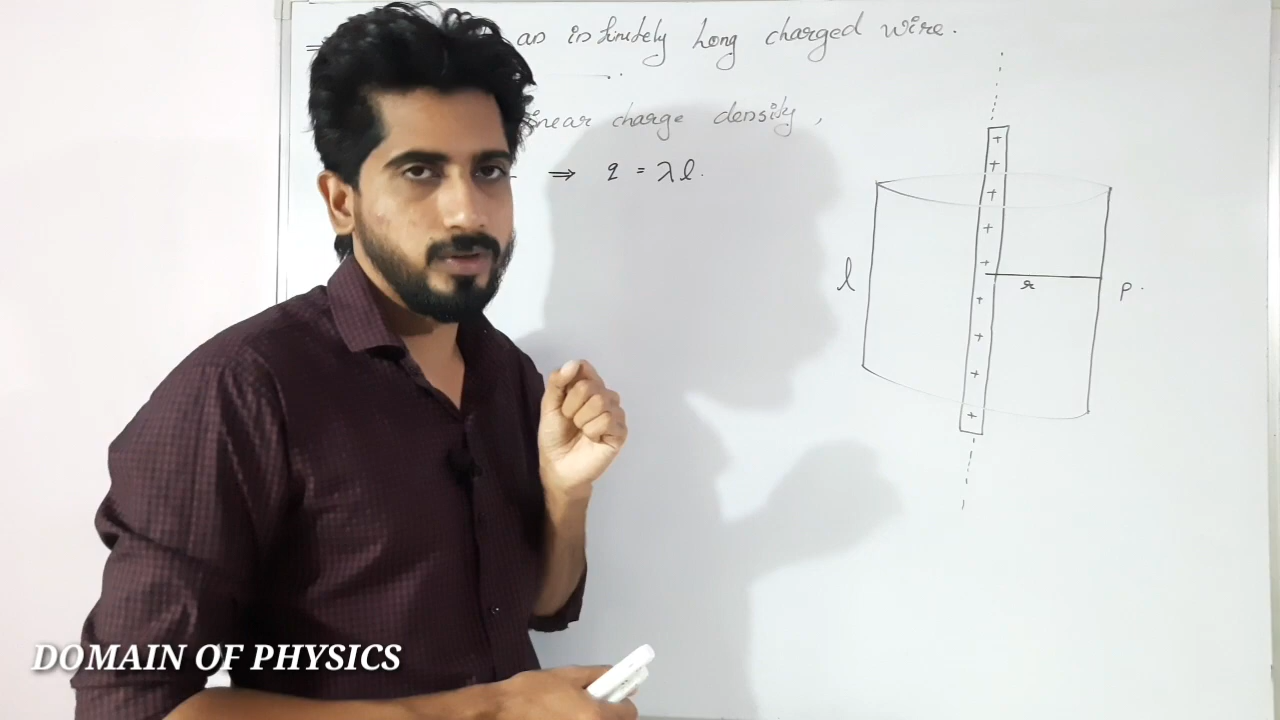 ⇒ an infinitely long charged wire.
linear charge density,
⇒ q = λl.
l
r
P.
+
+
+
+
+
+
+
+
+
DOMAIN OF PHYSICS